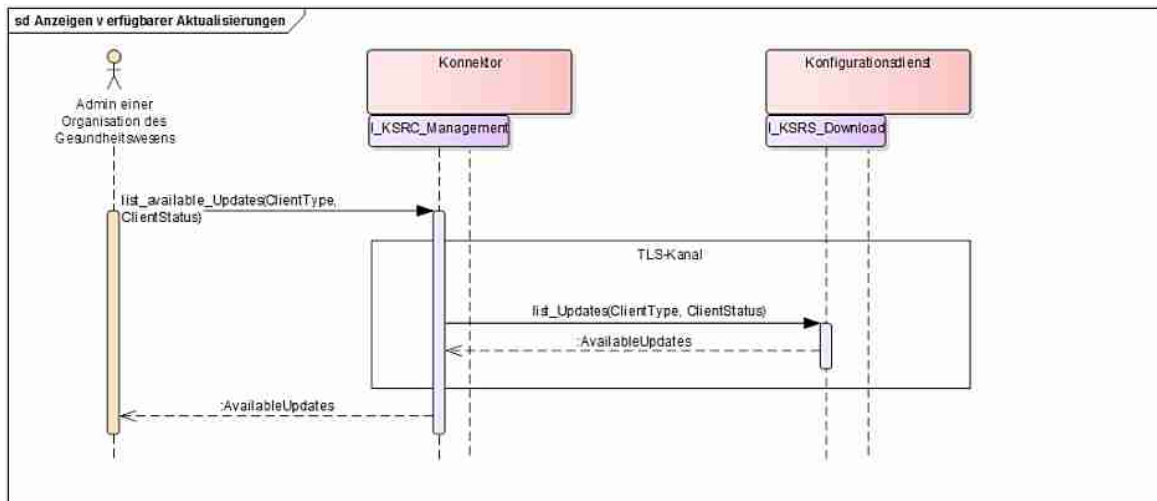 sd Anzeigen verfügbarer Aktualisierungen
Admin einer
Organisation des
Gesundheitswesens
Konnektor
I_KSRC_Management
Konfigurationsdienst
I_KSRS_Download
list_available_Updates(ClientType,
ClientStatus)
TLS-Kanal
list_Updates(ClientType, ClientStatus)
:AvailableUpdates
:AvailableUpdates